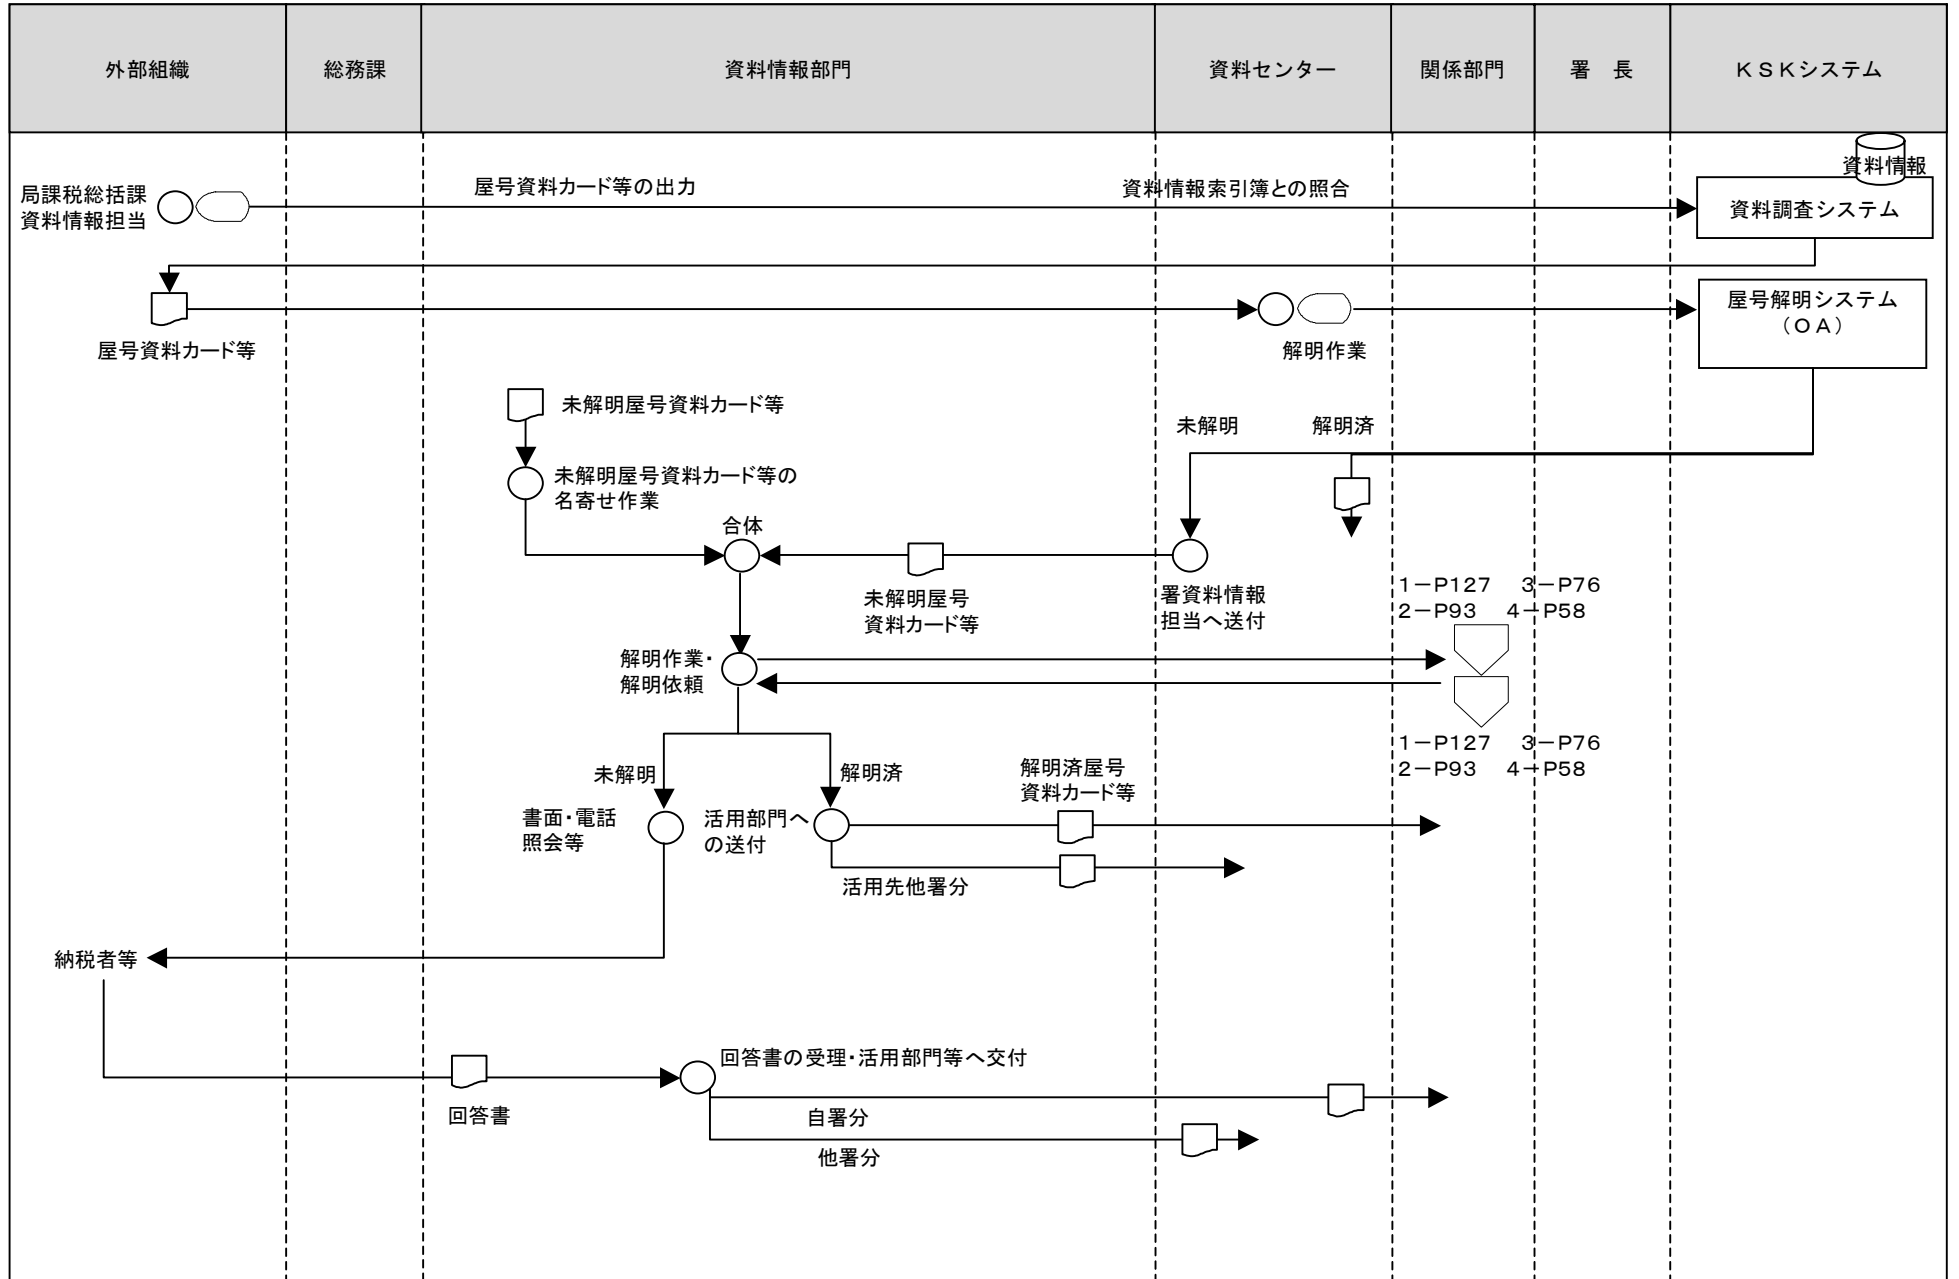 外部組織
総務課
資料情報部門
資料センター
関係部門
署　長
ＫＳＫシステム
資料情報
局課税総括課
資料情報担当
屋号資料カード等の出力
資料情報索引簿との照合
資料調査システム
屋号資料カード等
解明作業
屋号解明システム
（ＯＡ）
未解明屋号資料カード等
未解明
解明済
未解明屋号資料カード等の
名寄せ作業
合体
未解明屋号
資料カード等
署資料情報
担当へ送付
１－Ｐ127　３－Ｐ76
２－Ｐ93　４－Ｐ58
解明作業・
解明依頼
１－Ｐ127　３－Ｐ76
２－Ｐ93　４－Ｐ58
未解明
解明済
解明済屋号
資料カード等
書面・電話
照会等
活用部門へ
の送付
活用先他署分
納税者等
回答書の受理・活用部門等へ交付
回答書
自署分
他署分